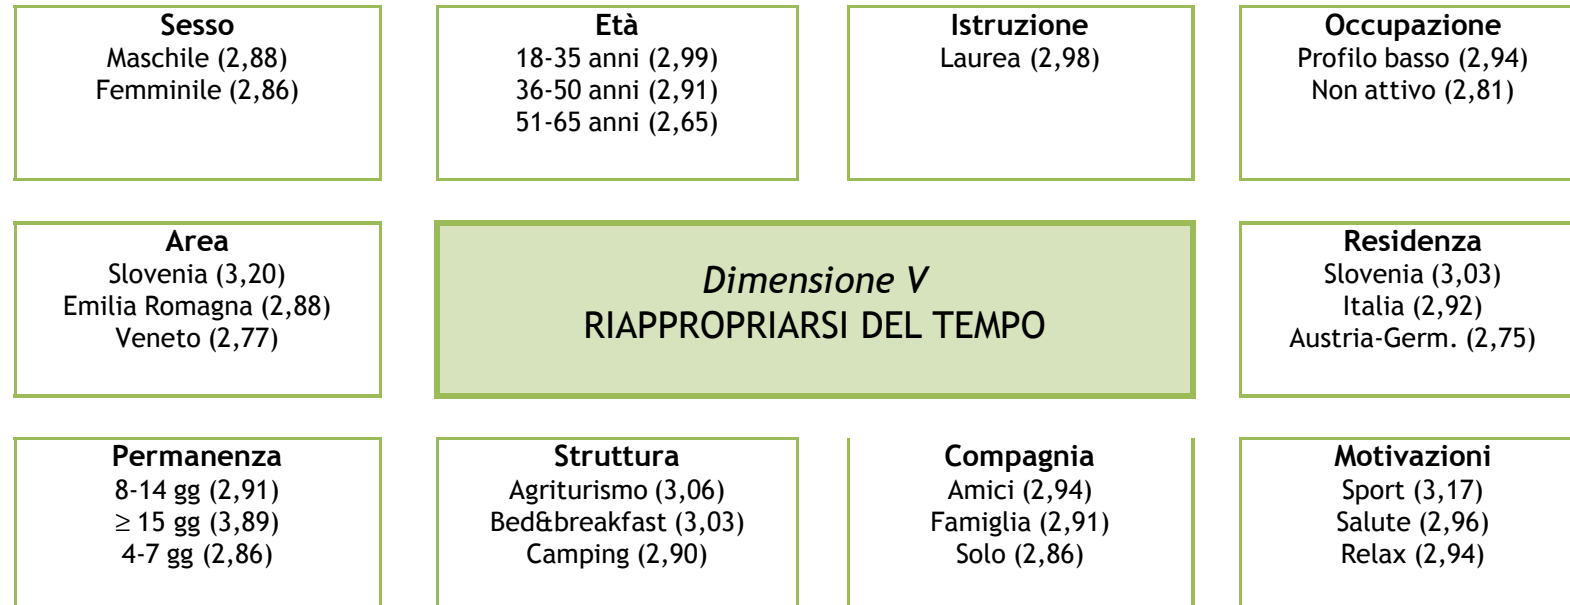 Sesso
Maschile (2,88)
Femminile (2,86)
Età
18-35 anni (2,99)
36-50 anni (2,91)
51-65 anni (2,65)
Istruzione
Laurea (2,98)
Occupazione
Profilo basso (2,94)
Non attivo (2,81)
Area
Slovenia (3,20)
Emilia Romagna (2,88)
Veneto (2,77)
Dimensione V
RIAPPROPRIARSI DEL TEMPO
Residenza
Slovenia (3,03)
Italia (2,92)
Austria-Germ. (2,75)
Permanenza
8-14 gg (2,91)
≥ 15 gg (3,89)
4-7 gg (2,86)
Struttura
Agriturismo (3,06)
Bed&breakfast (3,03)
Camping (2,90)
Compagnia
Amici (2,94)
Famiglia (2,91)
Solo (2,86)
Motivazioni
Sport (3,17)
Salute (2,96)
Relax (2,94)